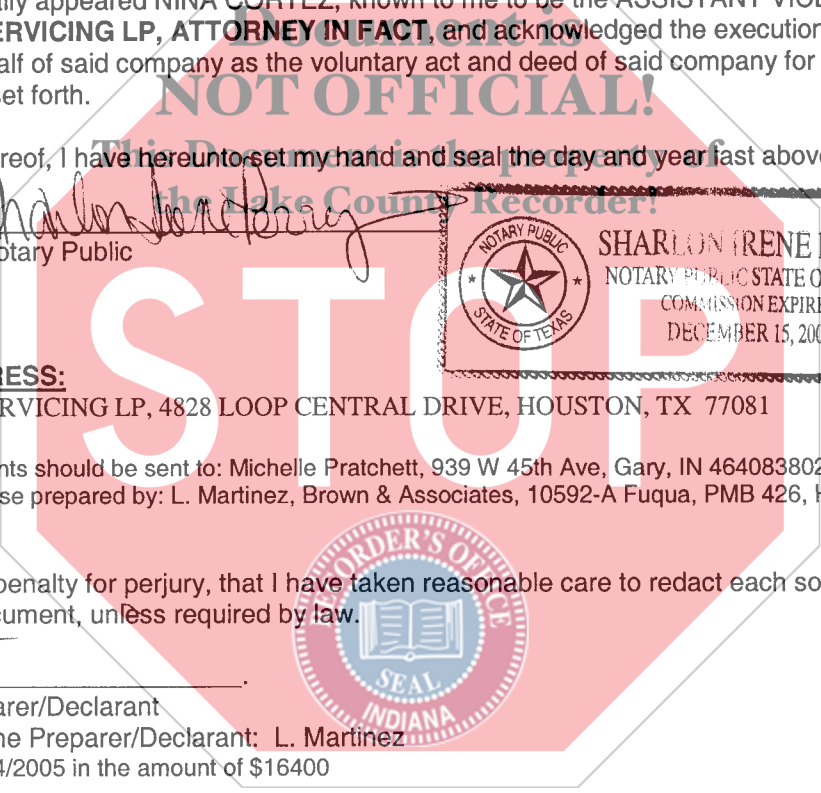 ally appeared NINA CORTEZ, known to me to be the ASSISTANT
ERVICING LP, ATTORNEY IN FACT, and acknowledged the execution
alf of said company as the voluntary act and deed of said company for
set forth.
Document is
NOT OFFICIAL!
This Document is the property of
the Lake County Recorder!
reof, I have hereunto set my hand and seal the day and year last above
otary Public
NOTARY PUBLIC
STATE OF TEXAS
SHARLON IRENE
NOTARY PUBLIC STATE O
COMMISSION EXPIRE
DECEMBER 15, 200
STOP
RESS:
RVICING LP, 4828 LOOP CENTRAL DRIVE, HOUSTON, TX 77081
nts should be sent to: Michelle Pratchett, 939 W 45th Ave, Gary, IN 464083802
se prepared by: L. Martinez, Brown & Associates, 10592-A Fuqua, PMB 426, H
RECORDER'S OFFICE
SEAL
INDIANA
penalty for perjury, that I have taken reasonable care to redact each so
cument, unless required by law.
arer/Declarant
ne Preparer/Declarant: L. Martinez
4/2005 in the amount of $16400